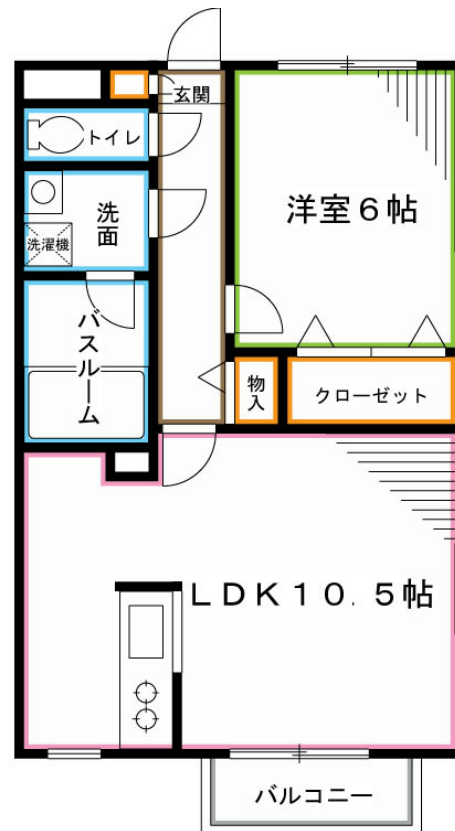 玄関
トイレ
洗面
洗濯機
洋室6帖
バスルーム
物入
クローゼット
LDK10.5帖
バルコニー